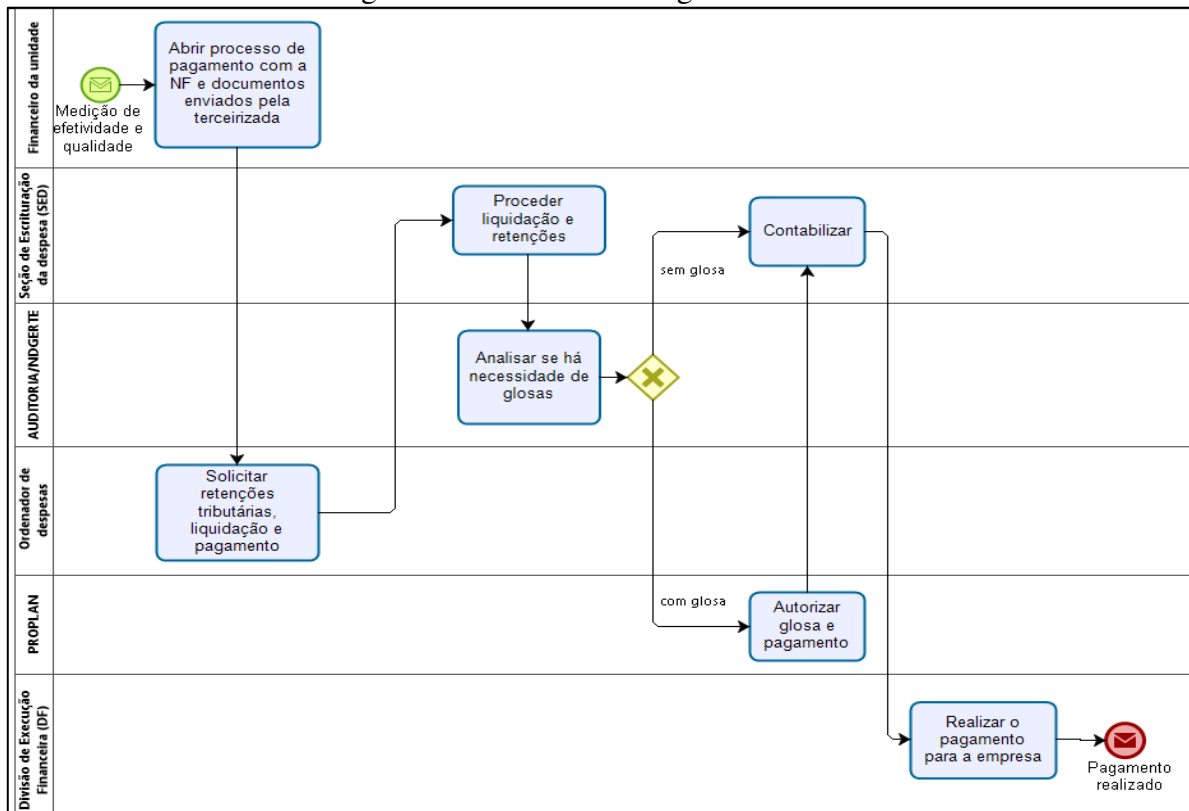 Financeiro da unidade
Medição de
efetividade e
qualidade
Abrir processo de
pagamento com a
NF e documentos
enviados pela
terceirizada
Seção de Escrituração
da despesa (SED)
Proceder
liquidação e
retenções
sem glosa
Contabilizar
AUDITORIA/NDGERTE
Analisar se há
necessidade de
glosas
Ordenador de
despesas
Solicitar
retenções
tributárias,
liquidação e
pagamento
PROPLAN
com glosa
Autorizar
glosa e
pagamento
Divisão de Execução
Financeira (DF)
Realizar o
pagamento
para a empresa
Pagamento
realizado